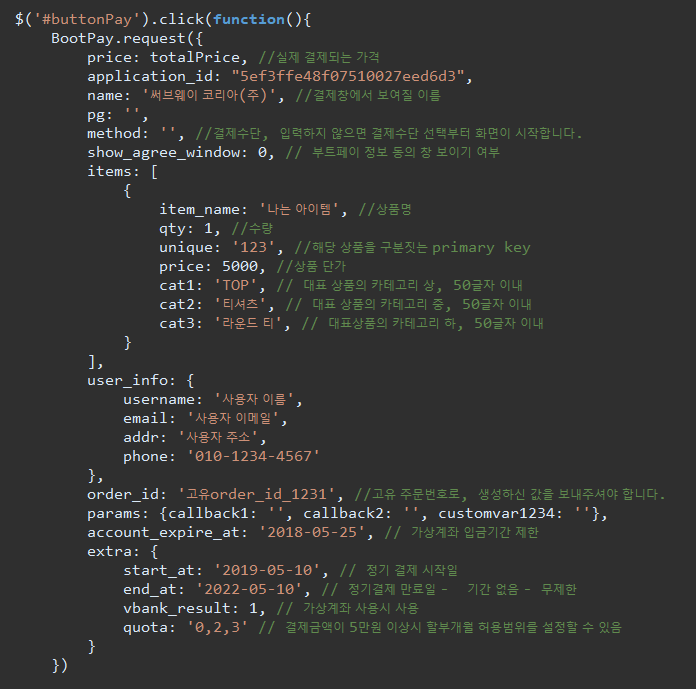 $('#buttonPay').click(function(){
    BootPay.request({
        price: totalPrice, //실제 결제되는 가격
        application_id: "5ef3ffe48f07510027eed6d3",
        name: '써브웨이 코리아(주)', //결제창에서 보여질 이름
        pg: '',
        method: '', //결제수단, 입력하지 않으면 결제수단 선택부터 화면이 시작합니다.
        show_agree_window: 0, // 부트페이 정보 동의 창 보이기 여부
        items: [
            {
                item_name: '나는 아이템', //상품명
                qty: 1, //수량
                unique: '123', //해당 상품을 구분짓는 primary key
                price: 5000, //상품 단가
                cat1: 'TOP', // 대표 상품의 카테고리 상, 50글자 이내
                cat2: '티셔츠', // 대표 상품의 카테고리 중, 50글자 이내
                cat3: '라운드 티', // 대표상품의 카테고리 하, 50글자 이내
            }
        ],
        user_info: {
            username: '사용자 이름',
            email: '사용자 이메일',
            addr: '사용자 주소',
            phone: '010-1234-4567'
        },
        order_id: '고유order_id_1231', //고유 주문번호로, 생성하신 값을 보내주셔야 합니다.
        params: {callback1: '', callback2: '', customvar1234: ''},
        account_expire_at: '2018-05-25', // 가상계좌 입금기간 제한
        extra: {
            start_at: '2019-05-10', // 정기 결제 시작일
            end_at: '2022-05-10', // 정기결제 만료일 -  기간 없음 - 무제한
            vbank_result: 1, // 가상계좌 사용시 사용
            quota: '0,2,3' // 결제금액이 5만원 이상시 할부개월 허용범위를 설정할 수 있음
        }
    })